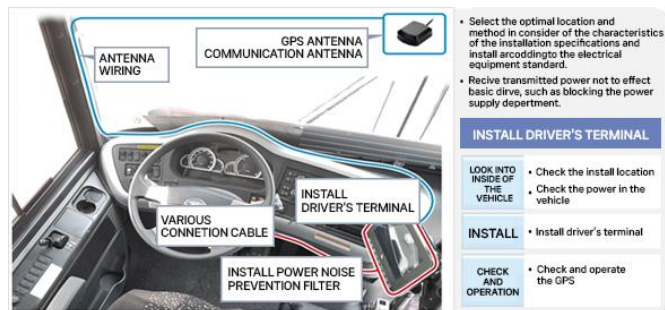 GPS ANTENNA
COMMUNICATION ANTENNA
ANTENNA
WIRING
INSTALL
DRIVER'S TERMINAL
VARIOUS
CONNETION CABLE
INSTALL POWER NOISE
PREVENTION FILTER
• Select the optimal location and
method in consider of the characteristics
of the installation specifications and
install arcoddingto the electrical
equipment standard.
• Recive transmitted power not to effect
basic dirve, such as blocking the power
supply depertment.
INSTALL DRIVER'S TERMINAL
LOOK INTO
INSIDE OF
THE
VEHICLE
• Check the install location
• Check the power in the
vehicle
INSTALL
• Install driver's terminal
CHECK
AND
OPERATION
• Check and operate
the GPS